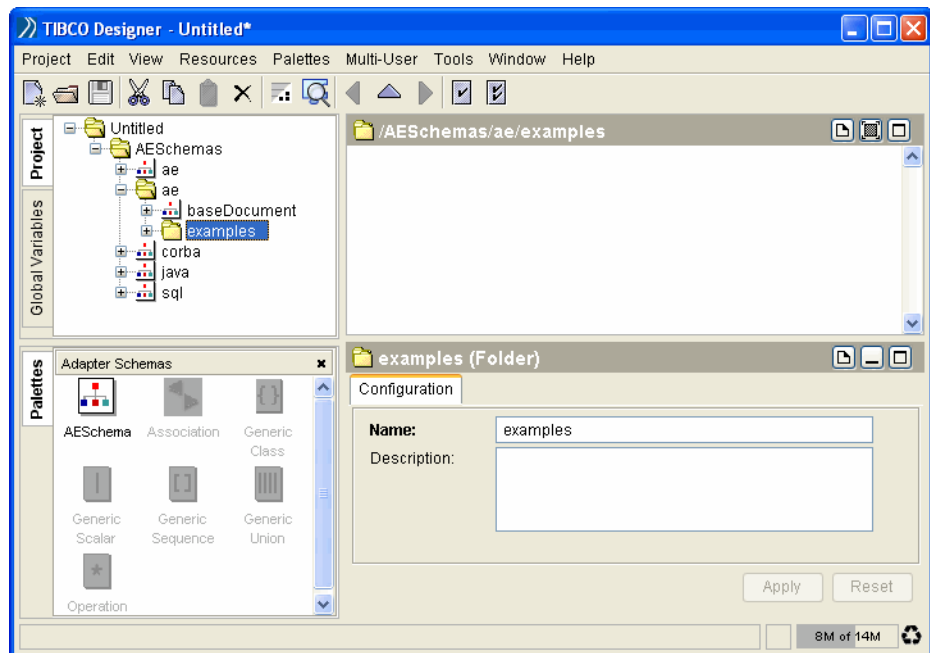 TIBCO Designer - Untitled*
Project Edit View Resources Palettes Multi-User Tools Window Help
Project
Global Variables
Untitled
AESchemas
ae
ae
baseDocument
examples
corba
java
sql
/AESchemas/ae/examples
Palettes
Adapter Schemas
AESchema Association Generic Class
Generic Scalar Generic Sequence Generic Union
Operation
examples (Folder)
Configuration
Name: examples
Description:
Apply Reset
8M of 14M